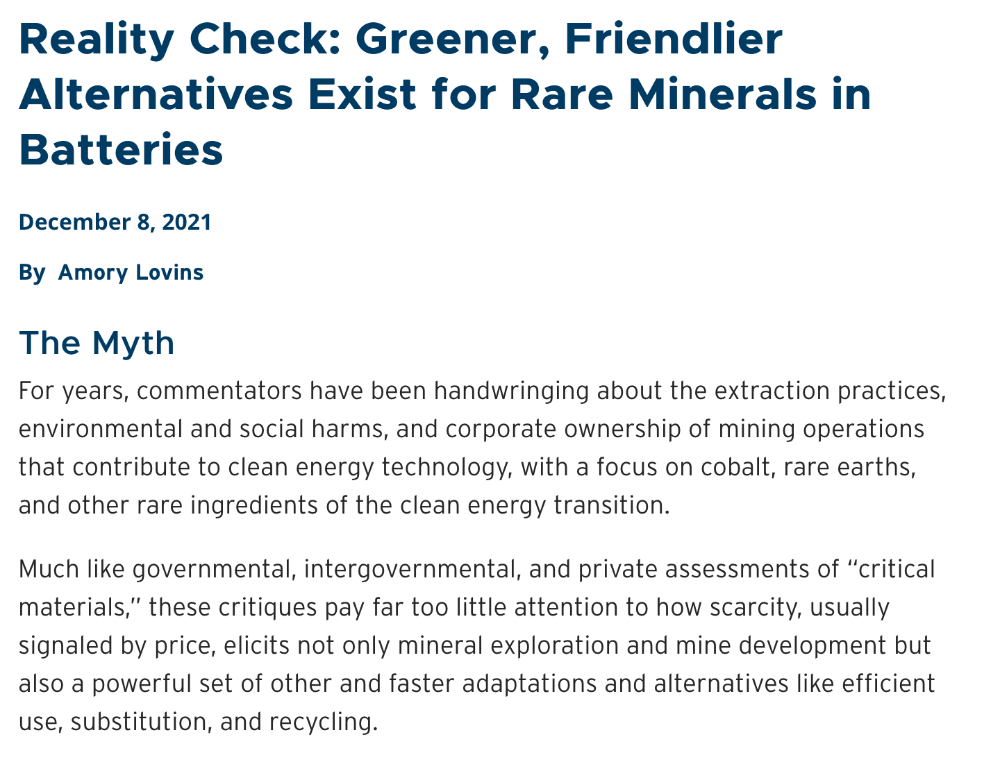 Reality Check: Greener, Friendlier
Alternatives Exist for Rare Minerals in
Batteries
December 8, 2021
By Amory Lovins
The Myth
For years, commentators have been handwringing about the extraction practices,
environmental and social harms, and corporate ownership of mining operations
that contribute to clean energy technology, with a focus on cobalt, rare earths,
and other rare ingredients of the clean energy transition.
Much like governmental, intergovernmental, and private assessments of “critical
materials,” these critiques pay far too little attention to how scarcity, usually
signaled by price, elicits not only mineral exploration and mine development but
also a powerful set of other and faster adaptations and alternatives like efficient
use, substitution, and recycling.